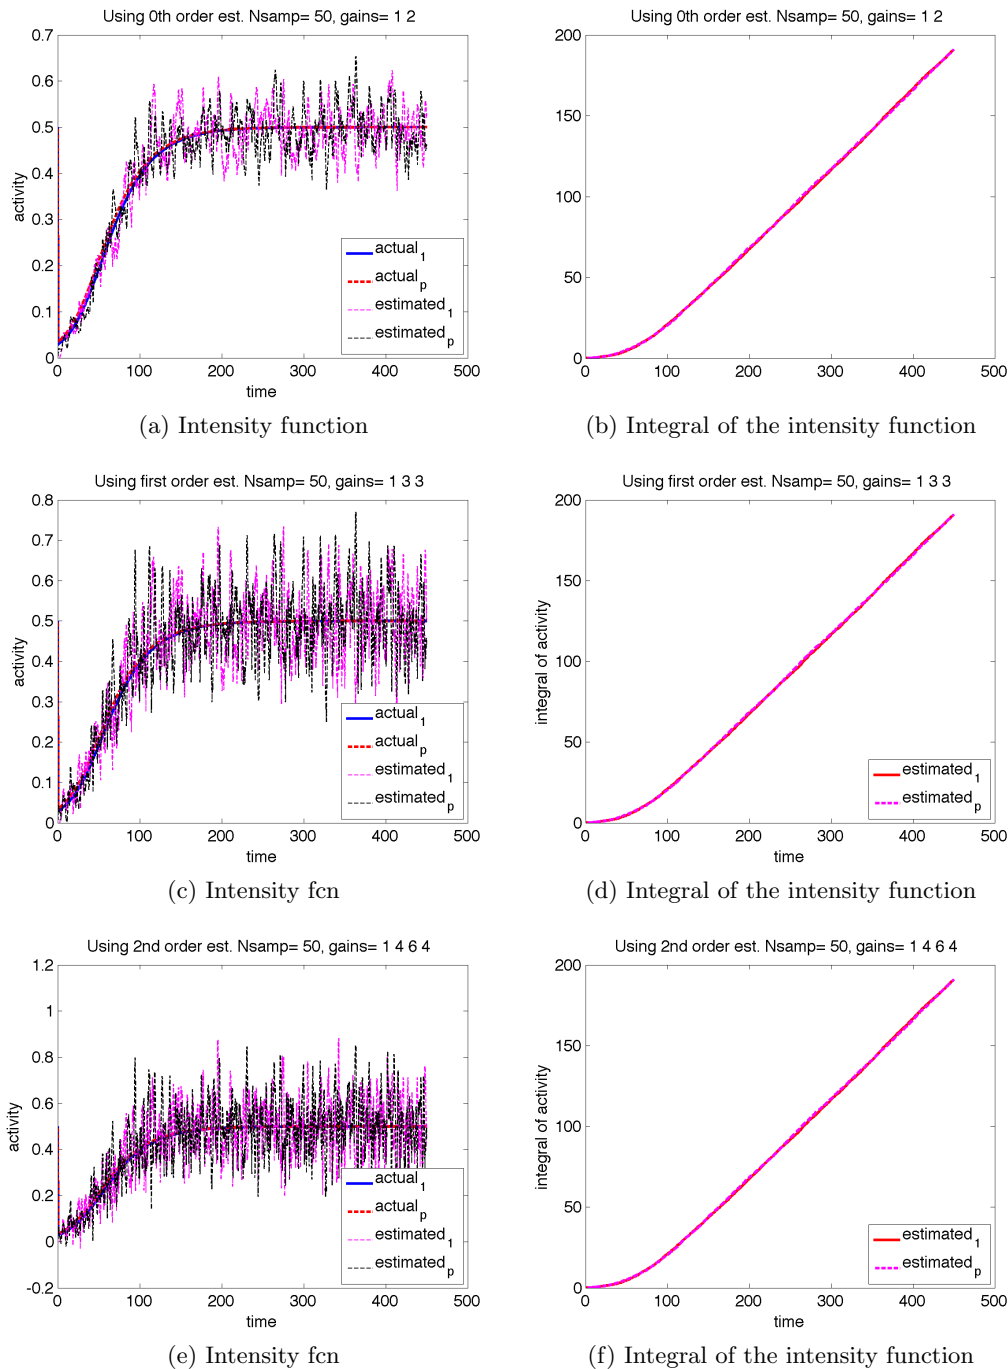 Using 0th order est. Nsamp= 50, gains= 1 2
0.7
0.6
0.5
0.4
0.3
0.2
0.1
0
activity
actual1
actualp
estimated1
estimatedp
0 100 200 300 400 500
time
(a) Intensity function
Using 0th order est. Nsamp= 50, gains= 1 2
200
150
100
50
0
integral of activity
0 100 200 300 400 500
time
(b) Integral of the intensity function
Using first order est. Nsamp= 50, gains= 1 3 3
0.8
0.7
0.6
0.5
0.4
0.3
0.2
0.1
0
activity
actual1
actualp
estimated1
estimatedp
0 100 200 300 400 500
time
(c) Intensity fcn
Using first order est. Nsamp= 50, gains= 1 3 3
200
150
100
50
0
integral of activity
estimated1
estimatedp
0 100 200 300 400 500
time
(d) Integral of the intensity function
Using 2nd order est. Nsamp= 50, gains= 1 4 6 4
1.2
1
0.8
0.6
0.4
0.2
0
-0.2
activity
actual1
actualp
estimated1
estimatedp
0 100 200 300 400 500
time
(e) Intensity fcn
Using 2nd order est. Nsamp= 50, gains= 1 4 6 4
200
150
100
50
0
integral of activity
estimated1
estimatedp
0 100 200 300 400 500
time
(f) Integral of the intensity function